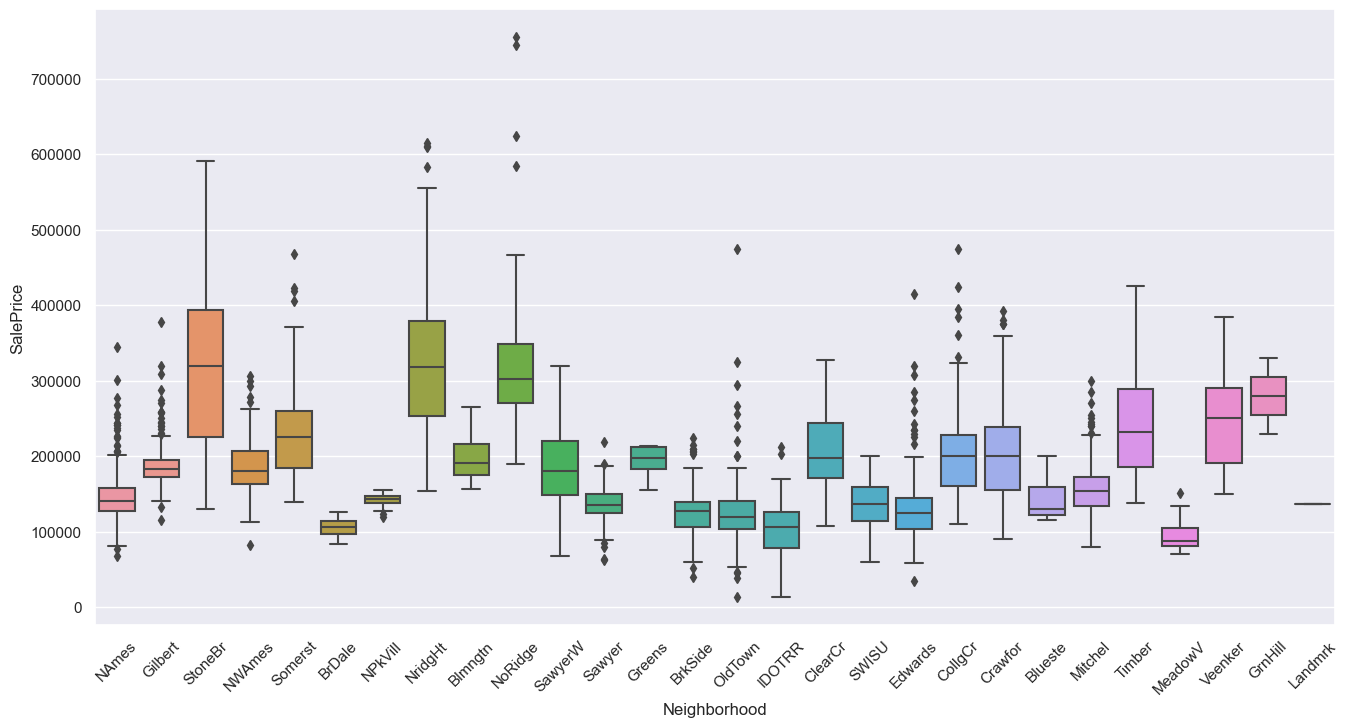 SalePrice
700000
600000
500000
400000
300000
200000
100000
0
NAmes
Gilbert
StoneBr
NWAmes
Somerst
BrDale
NPkVill
NridgHt
Blmngtn
NoRidge
SawyerW
Sawyer
Greens
BrkSide
OldTown
IDOTRR
ClearCr
SWISU
Edwards
CollgCr
Crawfor
Blueste
Mitchel
Timber
MeadowV
Veenker
GrnHill
Landmrk
Neighborhood